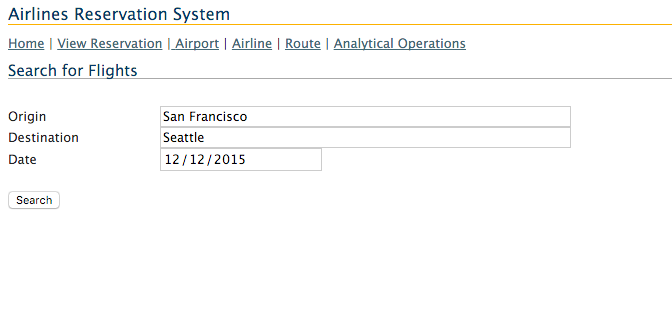 Airlines Reservation System
Home | View Reservation | Airport | Airline | Route | Analytical Operations
Search for Flights
Origin San Francisco
Destination Seattle
Date 12/12/2015
Search